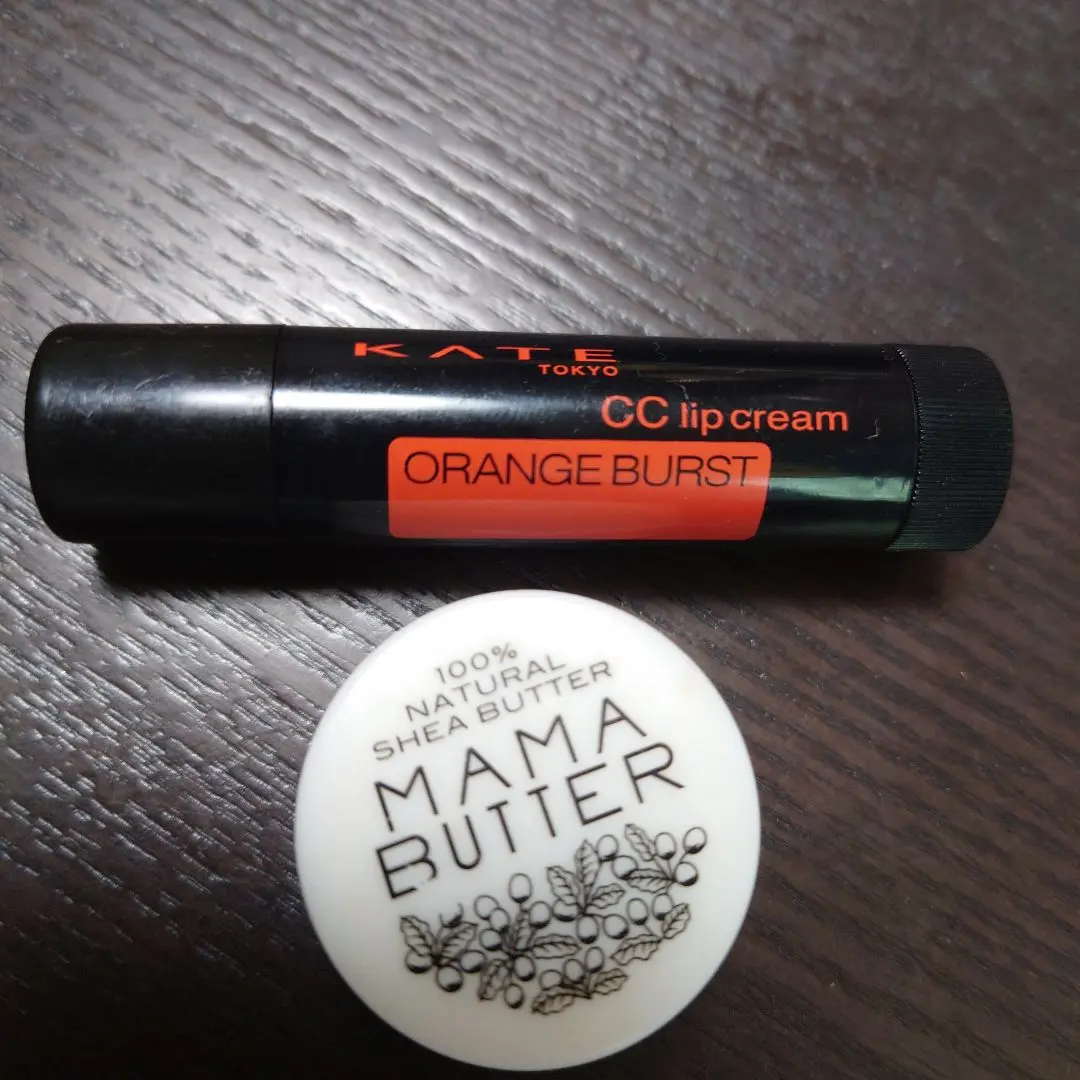 KATE
TOKYO
CC lip cream
ORANGE BURST
100%
NATURAL
SHEA BUTTER
MAMA
BUTTER